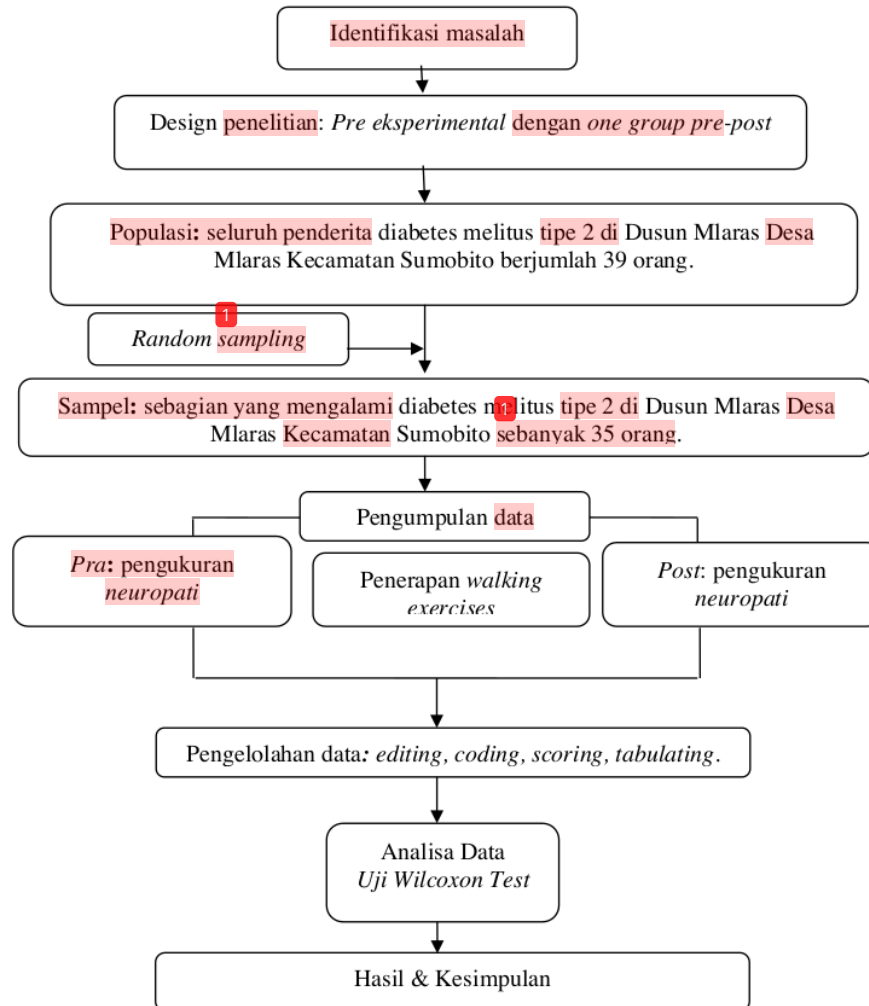 Identifikasi masalah
Design penelitian: Pre eksperimental dengan one group pre-post
Populasi: seluruh penderita diabetes melitus tipe 2 di Dusun Mlaras Desa
Mlaras Kecamatan Sumobito berjumlah 39 orang.
1
Random sampling
Sampel: sebagian yang mengalami diabetes melitus tipe 2 di Dusun Mlaras Desa
1
Mlaras Kecamatan Sumobito sebanyak 35 orang.
Pengumpulan data
Pra: pengukuran
neuropati
Penerapan walking
exercises
Post: pengukuran
neuropati
Pengelolahan data: editing, coding, scoring, tabulating.
Analisa Data
Uji Wilcoxon Test
Hasil & Kesimpulan